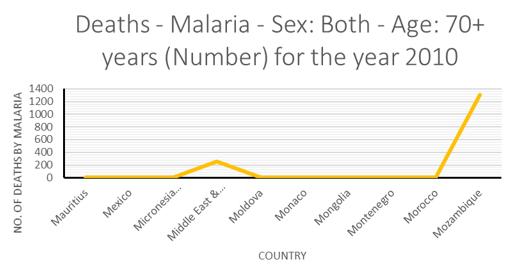 Deaths - Malaria - Sex: Both - Age: 70+
years (Number) for the year 2010
NO. OF DEATHS BY MALARIA
1400
1200
1000
800
600
400
200
0
Mauritius
Mexico
Micronesia...
Middle East &...
Moldova
Monaco
Mongolia
Montenegro
Morocco
Mozambique
COUNTRY